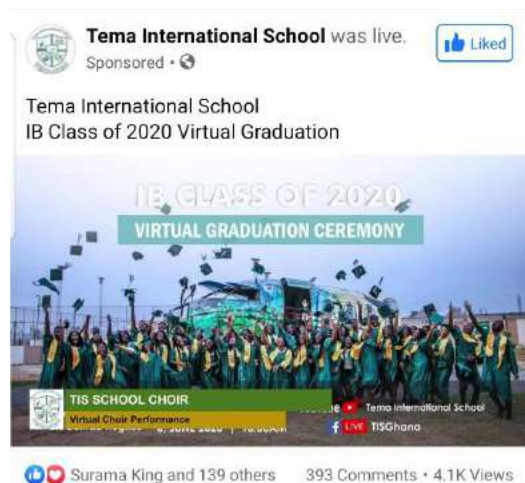 Tema International School was live.
Liked
Sponsored
Tema International School
IB Class of 2020 Virtual Graduation
IB CLASS OF 2020
VIRTUAL GRADUATION CEREMONY
TIS SCHOOL CHOIR
Virtual Choir Performance
Tema International School
LIVE TISGhana
Surama King and 139 others 393 Comments • 4.1K Views